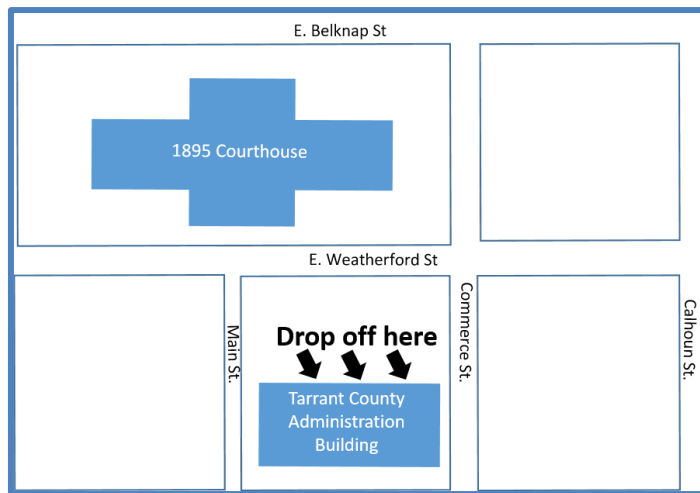 E. Belknap St
1895 Courthouse
E. Weatherford St
Main St.
Commerce St.
Calhoun St.
Drop off here
Tarrant County
Administration
Building